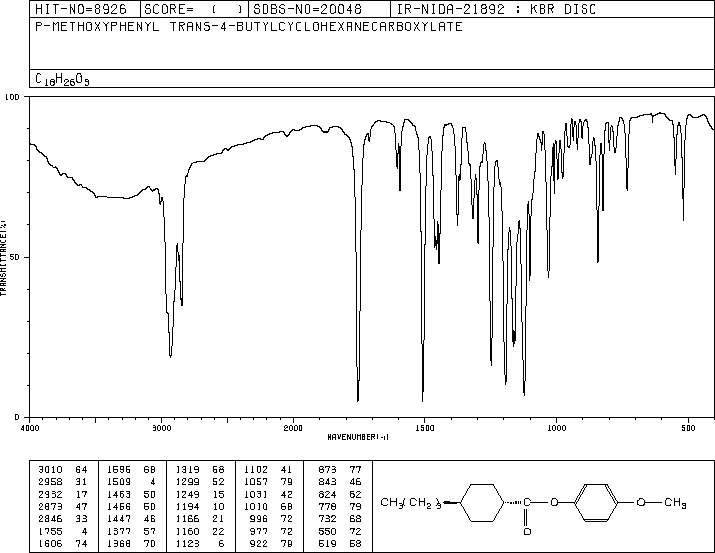 HIT-NO=8926 SCORE= ( ) SDBS-NO=20048 IR-NIDA-21892 : KBR DISC
P-METHOXYPHENYL TRANS-4-BUTYLCYCLOHEXANECARBOXYLATE
C18H26O3
100
50
0
TRANSMITTANCE(%)
4000 3000 2000 1500 1000 500
WAVENUMBER(-1)
3010 64 1596 68 1319 58 1102 41 873 77
2958 31 1509 4 1299 52 1057 79 843 46
2932 17 1463 50 1249 15 1031 42 824 62
2873 47 1456 50 1194 10 1010 68 778 79
2846 33 1447 46 1166 21 996 72 732 68
1755 4 1377 57 1160 22 977 72 550 72
1606 74 1368 70 1123 6 922 79 519 58
CH3(CH2)3 C O O CH3
O